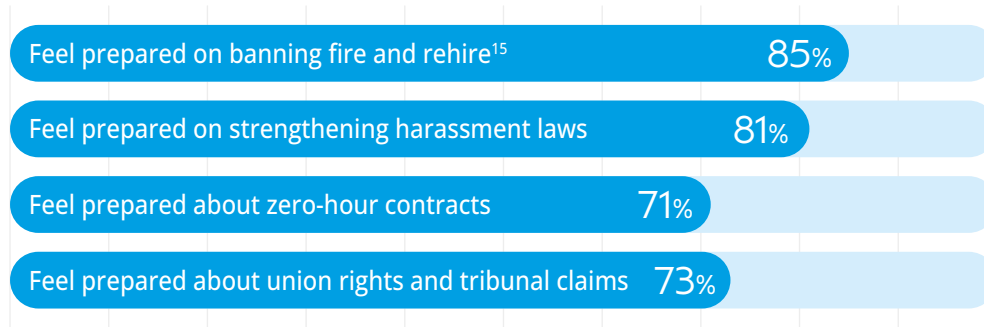 Feel prepared on banning fire and rehire¹⁵ 85%
Feel prepared on strengthening harassment laws 81%
Feel prepared about zero-hour contracts 71%
Feel prepared about union rights and tribunal claims 73%